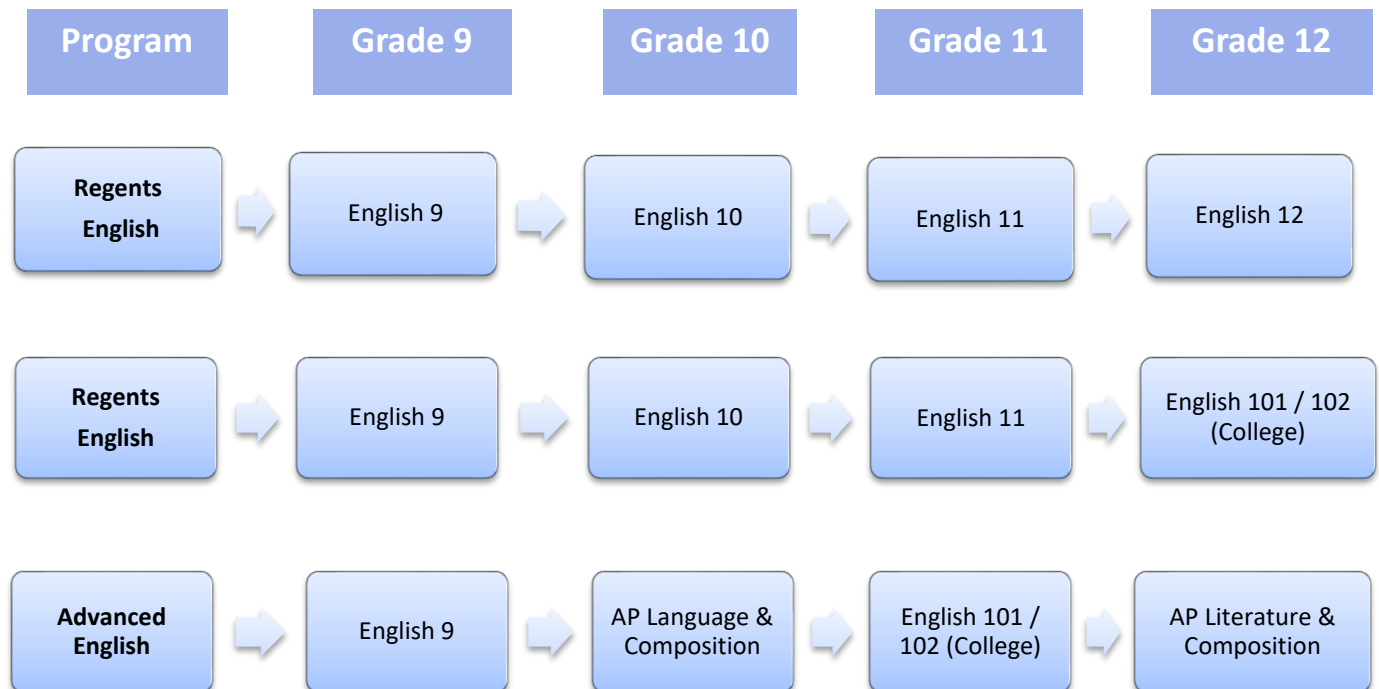 Program
Grade 9
Grade 10
Grade 11
Grade 12
Regents
English
English 9
English 10
English 11
English 12
Regents
English
English 9
English 10
English 11
English 101 / 102
(College)
Advanced
English
English 9
AP Language &
Composition
English 101 /
102 (College)
AP Literature &
Composition